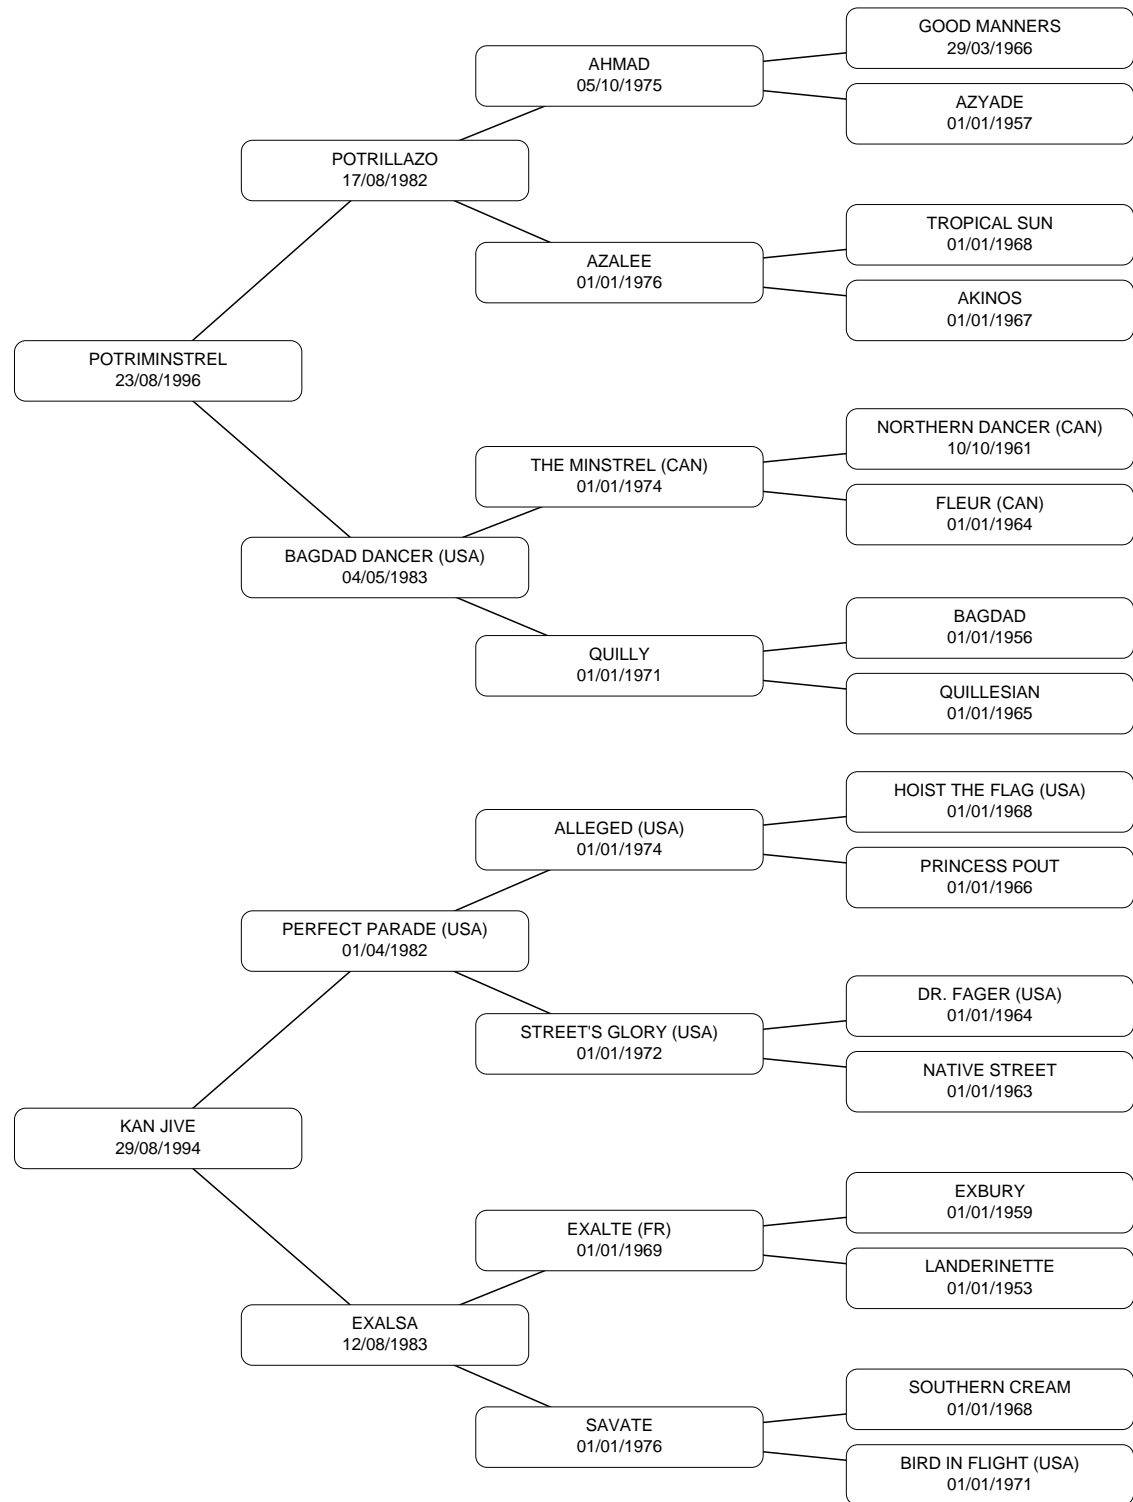 GOOD MANNERS
29/03/1966
AHMAD
05/10/1975
AZYADE
01/01/1957
POTRILLAZO
17/08/1982
TROPICAL SUN
01/01/1968
AZALEE
01/01/1976
AKINOS
01/01/1967
POTRIMINSTREL
23/08/1996
NORTHERN DANCER (CAN)
10/10/1961
THE MINSTREL (CAN)
01/01/1974
FLEUR (CAN)
01/01/1964
BAGDAD DANCER (USA)
04/05/1983
BAGDAD
01/01/1956
QUILLY
01/01/1971
QUILLESIAN
01/01/1965
HOIST THE FLAG (USA)
01/01/1968
ALLEGED (USA)
01/01/1974
PRINCESS POUT
01/01/1966
PERFECT PARADE (USA)
01/04/1982
DR. FAGER (USA)
01/01/1964
STREET'S GLORY (USA)
01/01/1972
NATIVE STREET
01/01/1963
KAN JIVE
29/08/1994
EXBURY
01/01/1959
EXALTE (FR)
01/01/1969
LANDERINETTE
01/01/1953
EXALSA
12/08/1983
SOUTHERN CREAM
01/01/1968
SAVATE
01/01/1976
BIRD IN FLIGHT (USA)
01/01/1971